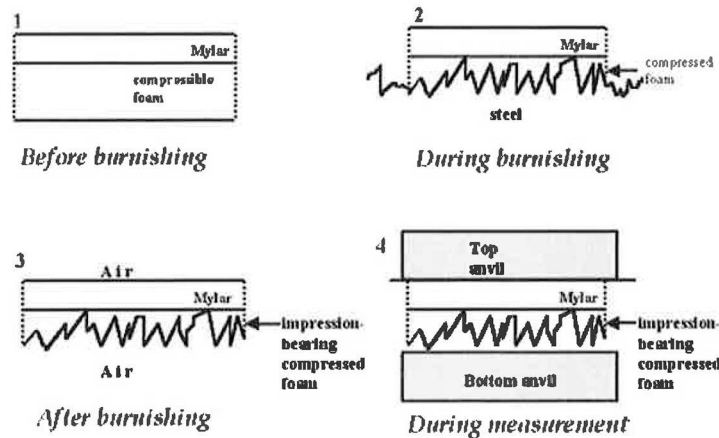 1
Mylar
compressible
foam
Before burnishing
2
Mylar
compressed
foam
steel
During burnishing
3
Air
Mylar
impression-
bearing
compressed
foam
Air
After burnishing
4
Top
anvil
Mylar
impression-
bearing
compressed
foam
Bottom anvil
During measurement